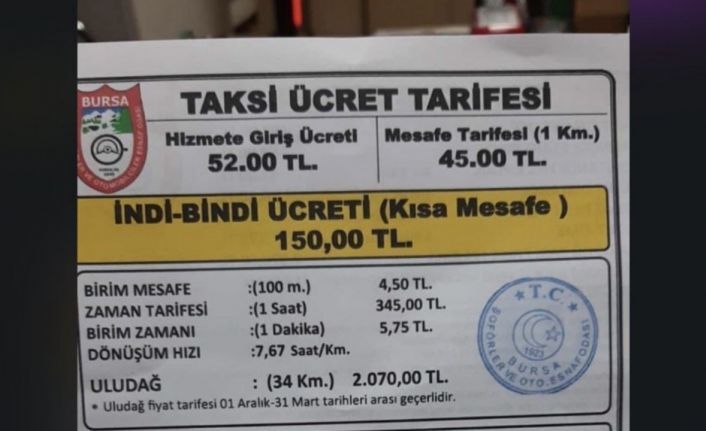 BURSA
TAKSİ ÜCRET TARİFESİ
Hizmete Giriş Ücreti
52.00 TL.
Mesafe Tarifesi (1 Km.)
45.00 TL.
İNDİ-BİNDİ ÜCRETİ (Kısa Mesafe )
150,00 TL.
BİRİM MESAFE :(100 m.) 4,50 TL.
ZAMAN TARİFESİ :(1 Saat) 345,00 TL.
BİRİM ZAMANI :(1 Dakika) 5,75 TL.
DÖNÜŞÜM HIZI :7,67 Saat/Km.
ULUDAĞ : (34 Km.) 2.070,00 TL.
• Uludağ fiyat tarifesi 01 Aralık-31 Mart tarihleri arası geçerlidir.
T.C.
ŞOFÖRLER VE OTO. ESNAF ODASI
1923
BURSA